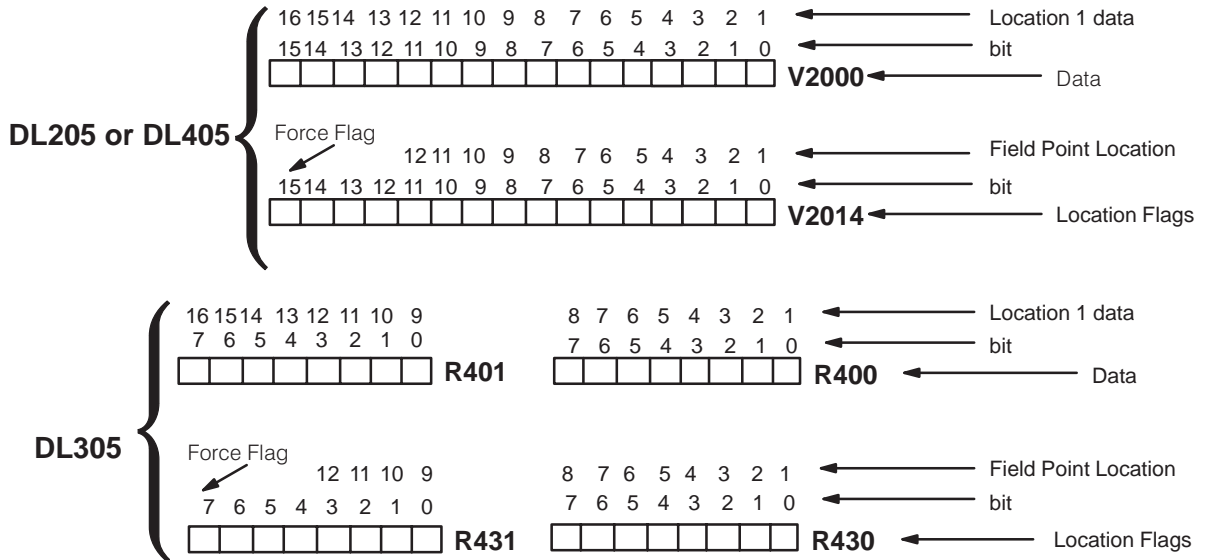 16 15 14 13 12 11 10 9 8 7 6 5 4 3 2 1 Location 1 data
15 14 13 12 11 10 9 8 7 6 5 4 3 2 1 0 bit
V2000 Data
DL205 or DL405
Force Flag
12 11 10 9 8 7 6 5 4 3 2 1 Field Point Location
15 14 13 12 11 10 9 8 7 6 5 4 3 2 1 0 bit
V2014 Location Flags
16 15 14 13 12 11 10 9 8 7 6 5 4 3 2 1 Location 1 data
7 6 5 4 3 2 1 0 7 6 5 4 3 2 1 0 bit
R401 R400 Data
DL305
Force Flag
12 11 10 9 8 7 6 5 4 3 2 1 Field Point Location
7 6 5 4 3 2 1 0 7 6 5 4 3 2 1 0 bit
R431 R430 Location Flags